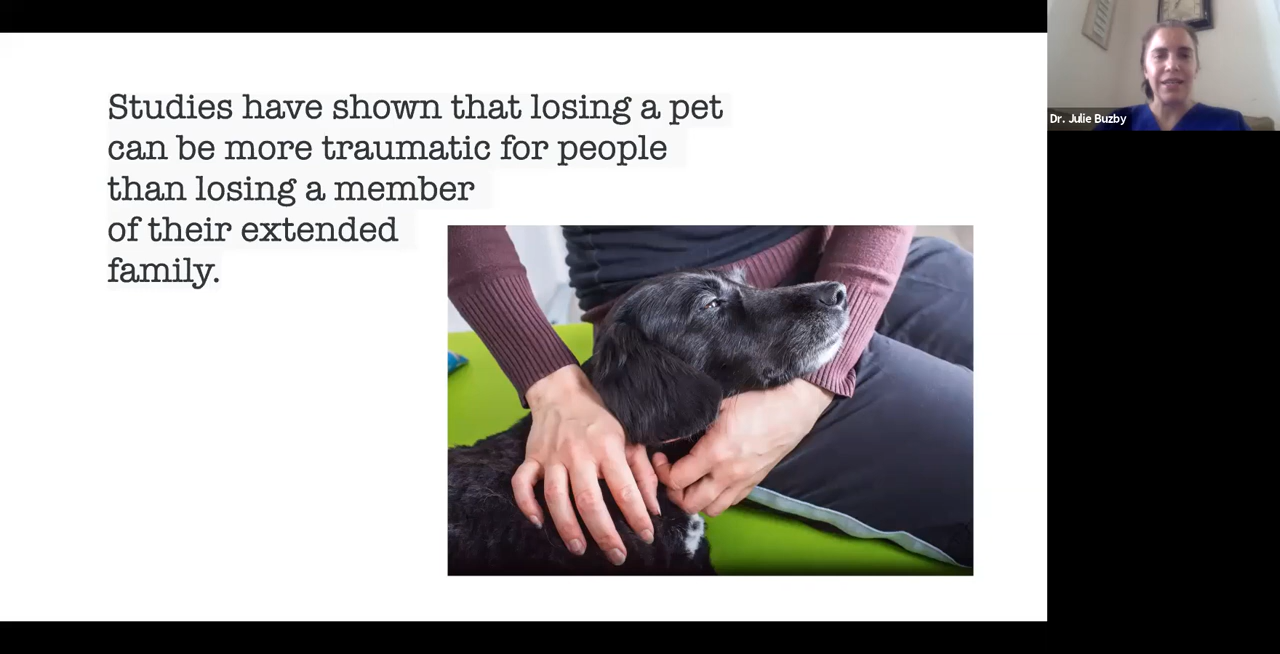 Studies have shown that losing a pet
can be more traumatic for people
than losing a member
of their extended
family.
Dr. Julie Buzby